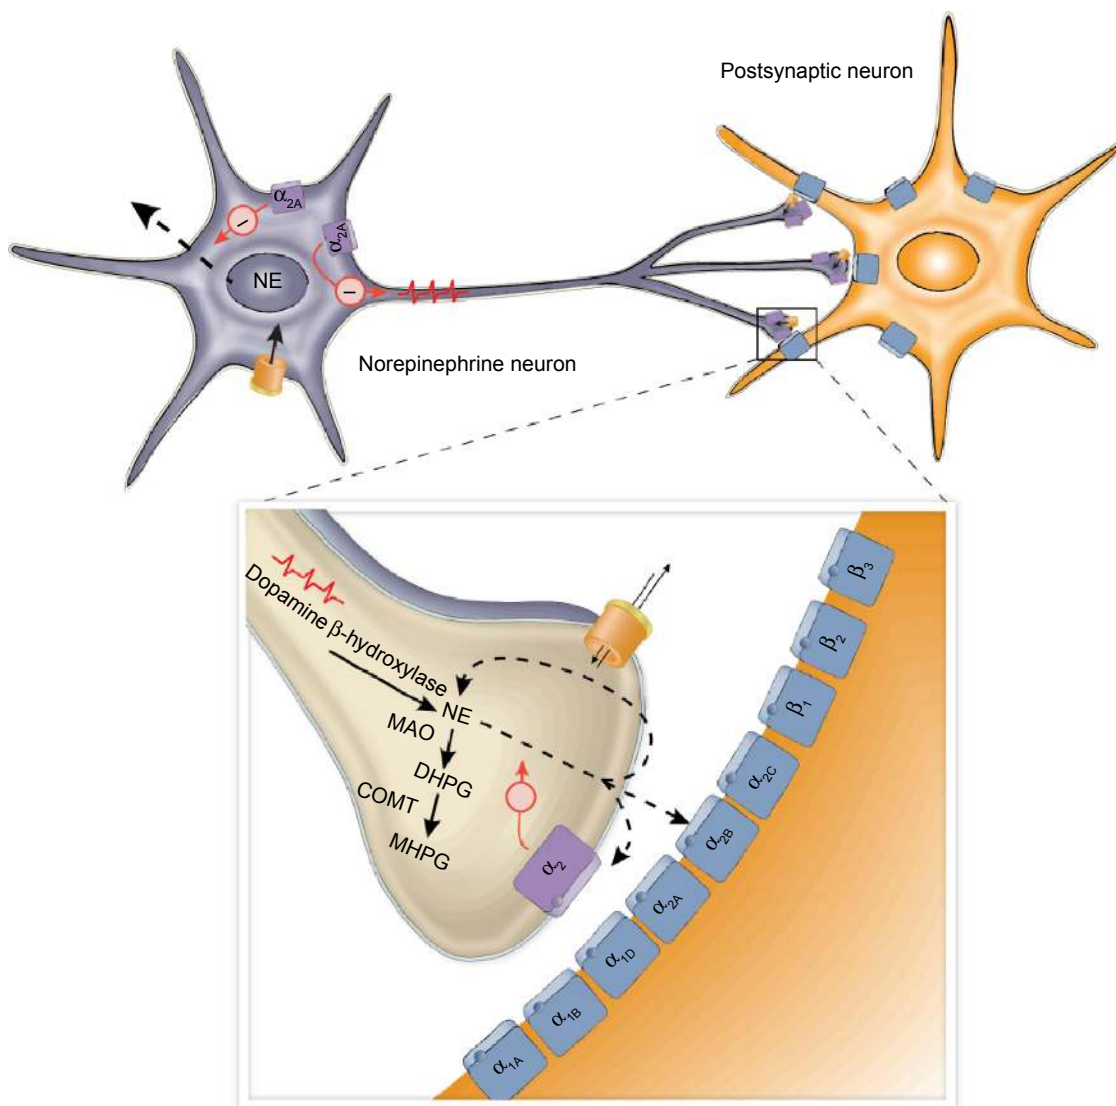 Postsynaptic neuron
α2A
–
α2A
NE
–
Norepinephrine neuron
Dopamine β-hydroxylase
NE
MAO
DHPG
COMT
MHPG
α2
β3
β2
β1
α2C
α2B
α2A
α1D
α1B
α1A